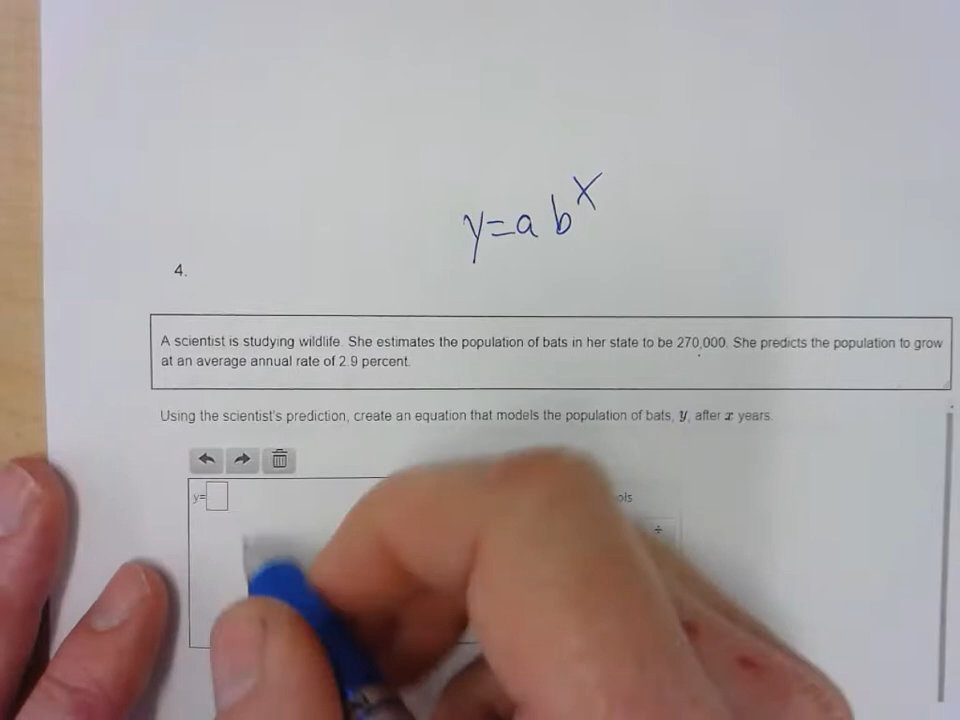 y=abˣ
4.
A scientist is studying wildlife. She estimates the population of bats in her state to be 270,000. She predicts the population to grow
at an average annual rate of 2.9 percent.
Using the scientist's prediction, create an equation that models the population of bats, y, after x years.
y=
÷